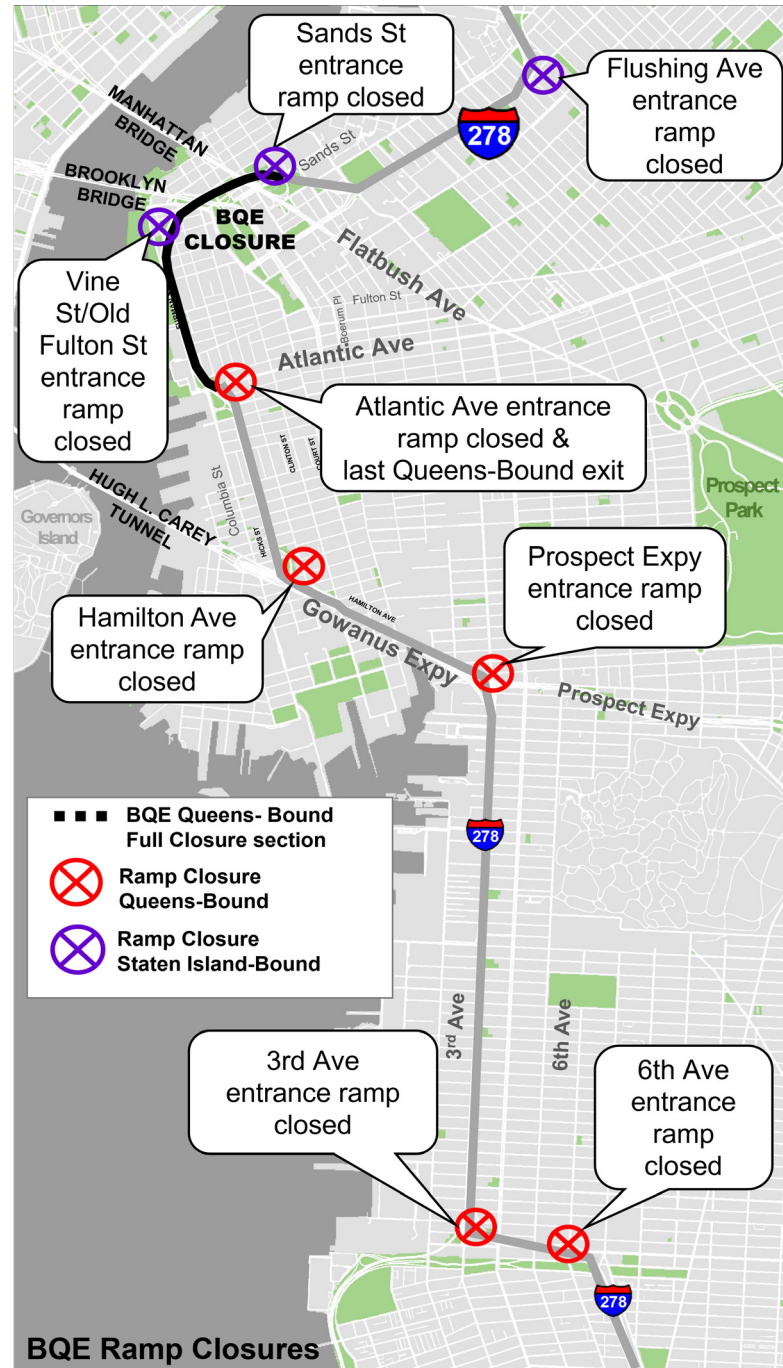 Sands St
entrance
ramp closed
Flushing Ave
entrance
ramp
closed
MANHATTAN
BRIDGE
278
Sands St
BROOKLYN
BRIDGE
BQE
CLOSURE
Flatbush Ave
Vine
St/Old
Fulton St
entrance
ramp
closed
Boerum Pl
Fulton St
Atlantic Ave
Atlantic Ave entrance
ramp closed &
last Queens-Bound exit
CLINTON ST
COURT ST
Columbia St
HUGH L. CAREY
TUNNEL
Governors
Island
HICKS ST
Prospect
Park
Prospect Expy
entrance ramp
closed
Hamilton Ave
entrance ramp
closed
HAMILTON AVE
Gowanus Expy
Prospect Expy
BQE Queens- Bound
Full Closure section
278
Ramp Closure
Queens-Bound
Ramp Closure
Staten Island-Bound
3rd Ave
6th Ave
3rd Ave
entrance ramp
closed
6th Ave
entrance
ramp
closed
278
BQE Ramp Closures